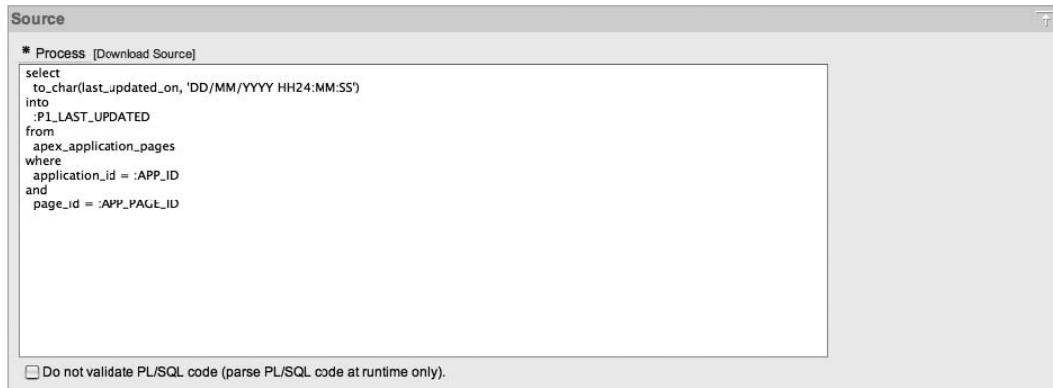 Source
* Process [Download Source]
select
to_char(last_updated_on, 'DD/MM/YYYY HH24:MM:SS')
into
:P1_LAST_UPDATED
from
apex_application_pages
where
application_id = :APP_ID
and
page_id = :APP_PAGE_ID
Do not validate PL/SQL code (parse PL/SQL code at runtime only).